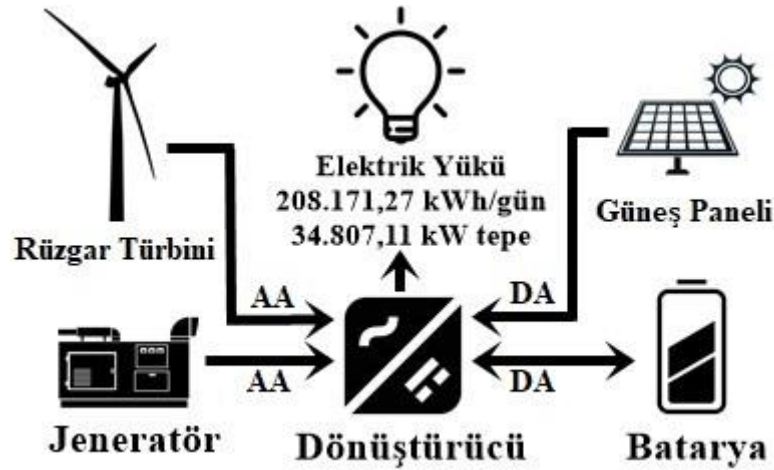 Elektrik Yükü
208.171,27 kWh/gün
34.807,11 kW tepe
Rüzgar Türbini
Güneş Paneli
AA
DA
AA
DA
Jeneratör
Dönüştürücü
Batarya